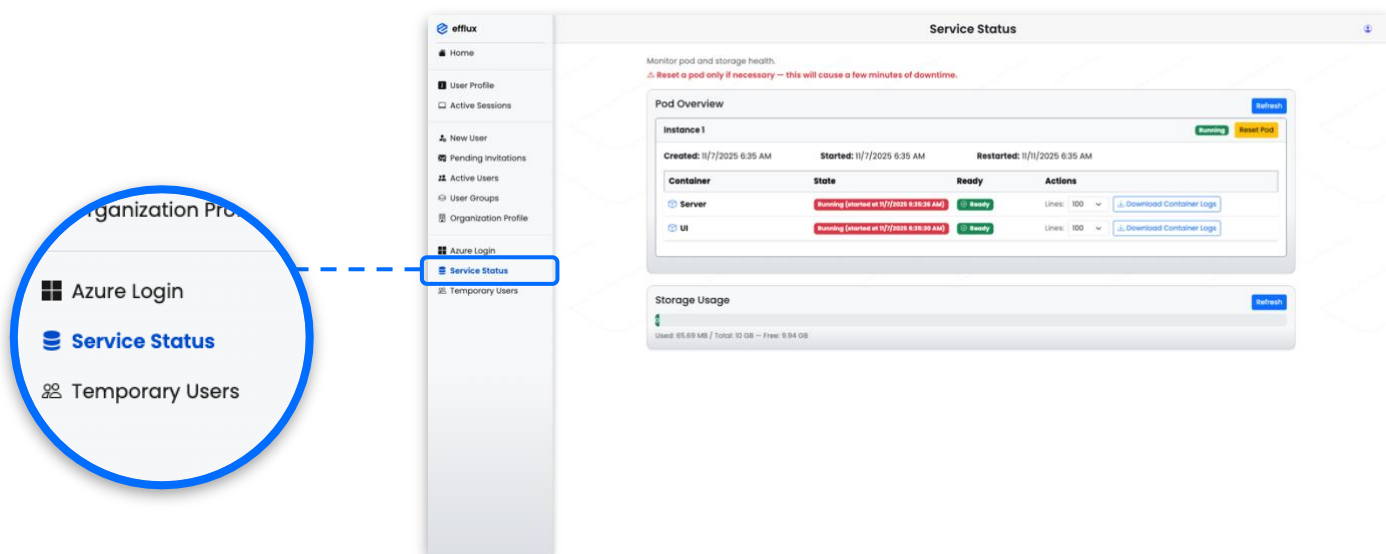 efflux
Home
User Profile
Active Sessions
New User
Pending Invitations
Active Users
User Groups
Organization Profile
Azure Login
Service Status
Temporary Users
rganization Pro
Azure Login
Service Status
Temporary Users
Service Status
Monitor pod and storage health.
⚠ Reset a pod only if necessary — this will cause a few minutes of downtime.
Pod Overview
Refresh
Instance 1
Running
Reset Pod
Created: 11/7/2025 6:35 AM Started: 11/7/2025 6:35 AM Restarted: 11/11/2025 6:35 AM
Container State Ready Actions
Server Running (started at 11/7/2025 6:35:26 AM) Ready Lines: 100 Download Container Logs
UI Running (started at 11/7/2025 6:35:30 AM) Ready Lines: 100 Download Container Logs
Storage Usage
Refresh
Used: 65.69 MB / Total: 10 GB — Free: 9.94 GB